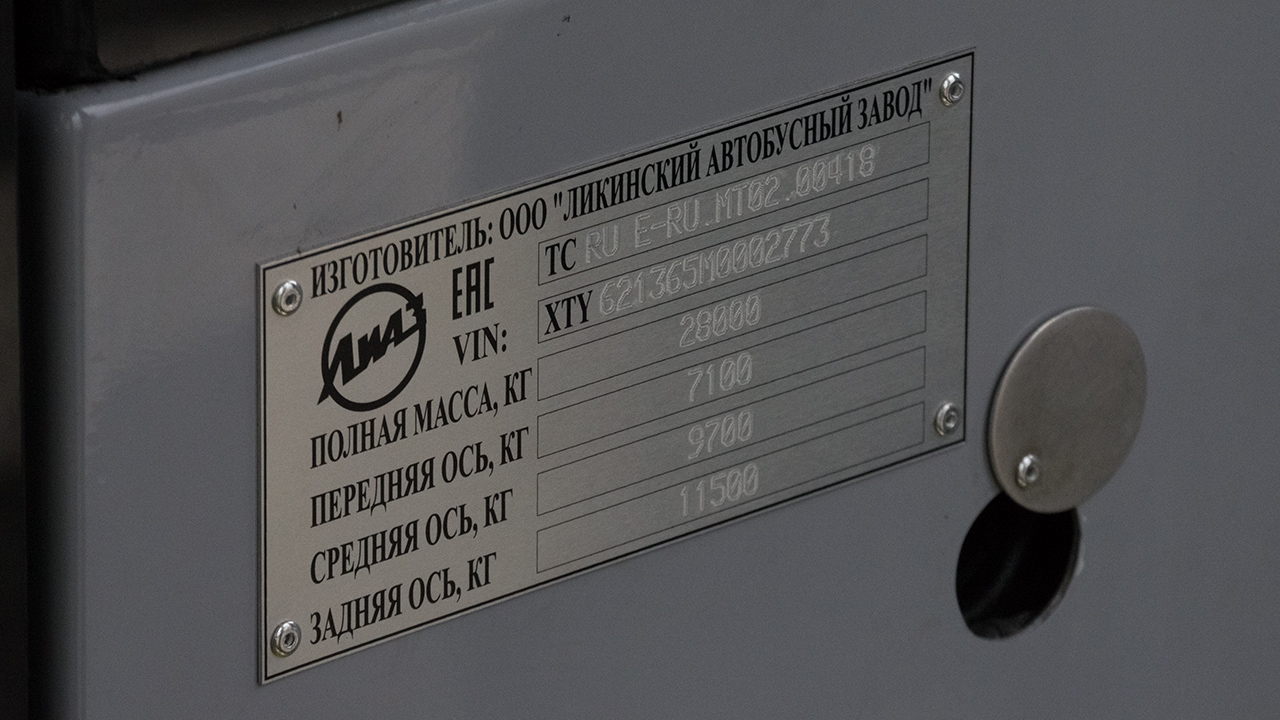 ИЗГОТОВИТЕЛЬ: ООО "ЛИКИНСКИЙ АВТОБУСНЫЙ ЗАВОД"
ЛИАЗ
ЕАС ТС RU E-RU.MT02.00418
VIN: XTY 621365M0002773
ПОЛНАЯ МАССА, КГ 28000
ПЕРЕДНЯЯ ОСЬ, КГ 7100
СРЕДНЯЯ ОСЬ, КГ 9700
ЗАДНЯЯ ОСЬ, КГ 11500